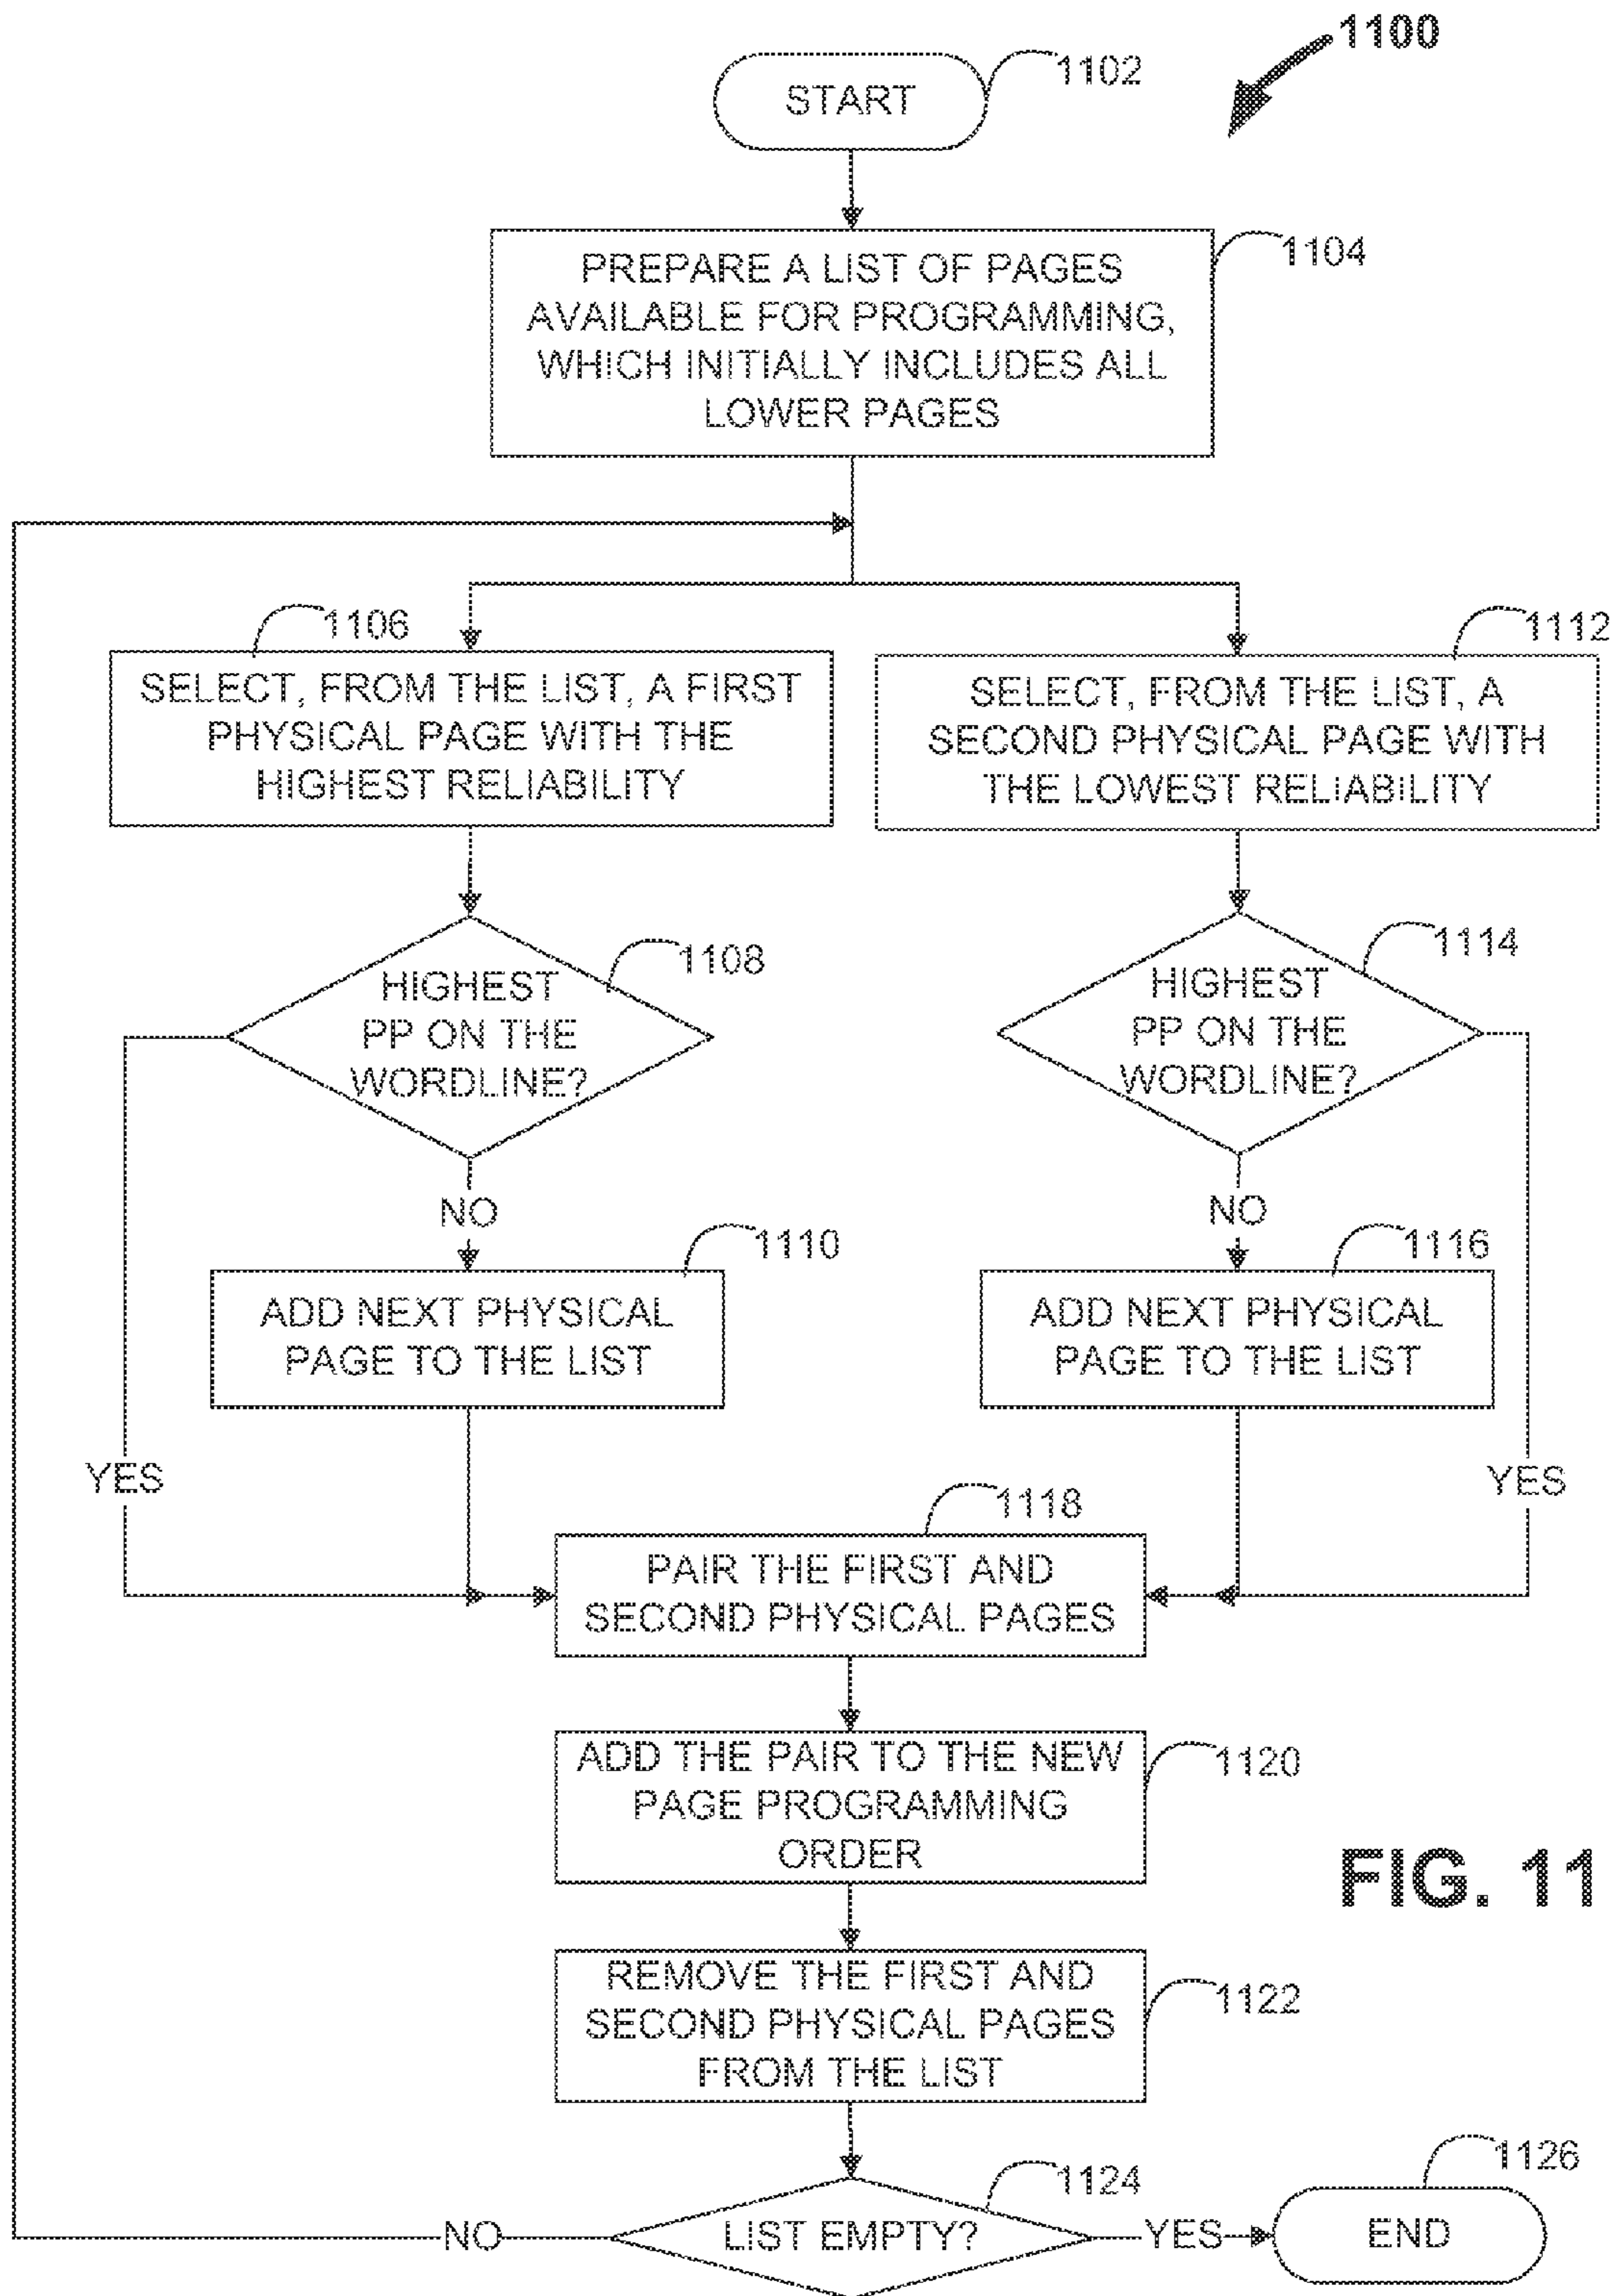 1100
START
1102
PREPARE A LIST OF PAGES
AVAILABLE FOR PROGRAMMING,
WHICH INITIALLY INCLUDES ALL
LOWER PAGES
1104
1106
SELECT, FROM THE LIST, A FIRST
PHYSICAL PAGE WITH THE
HIGHEST RELIABILITY
1112
SELECT, FROM THE LIST, A
SECOND PHYSICAL PAGE WITH
THE LOWEST RELIABILITY
1108
HIGHEST
PP ON THE
WORDLINE?
1114
HIGHEST
PP ON THE
WORDLINE?
NO
NO
1110
ADD NEXT PHYSICAL
PAGE TO THE LIST
1116
ADD NEXT PHYSICAL
PAGE TO THE LIST
YES
YES
1118
PAIR THE FIRST AND
SECOND PHYSICAL PAGES
ADD THE PAIR TO THE NEW
PAGE PROGRAMMING
ORDER
1120
FIG. 11
REMOVE THE FIRST AND
SECOND PHYSICAL PAGES
FROM THE LIST
1122
1124
LIST EMPTY?
NO
YES
1126
END